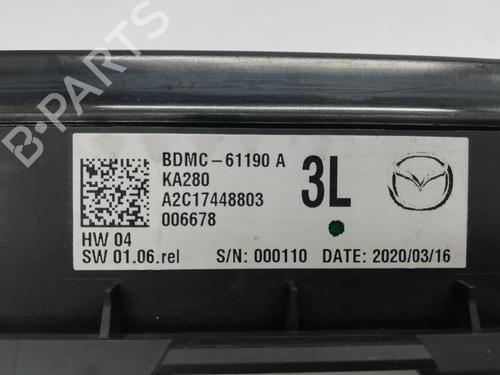 B-PARTS
BDMC-61190 A
KA280
A2C17448803
006678
3L
HW 04
SW 01.06.rel
S/N: 000110 DATE: 2020/03/16